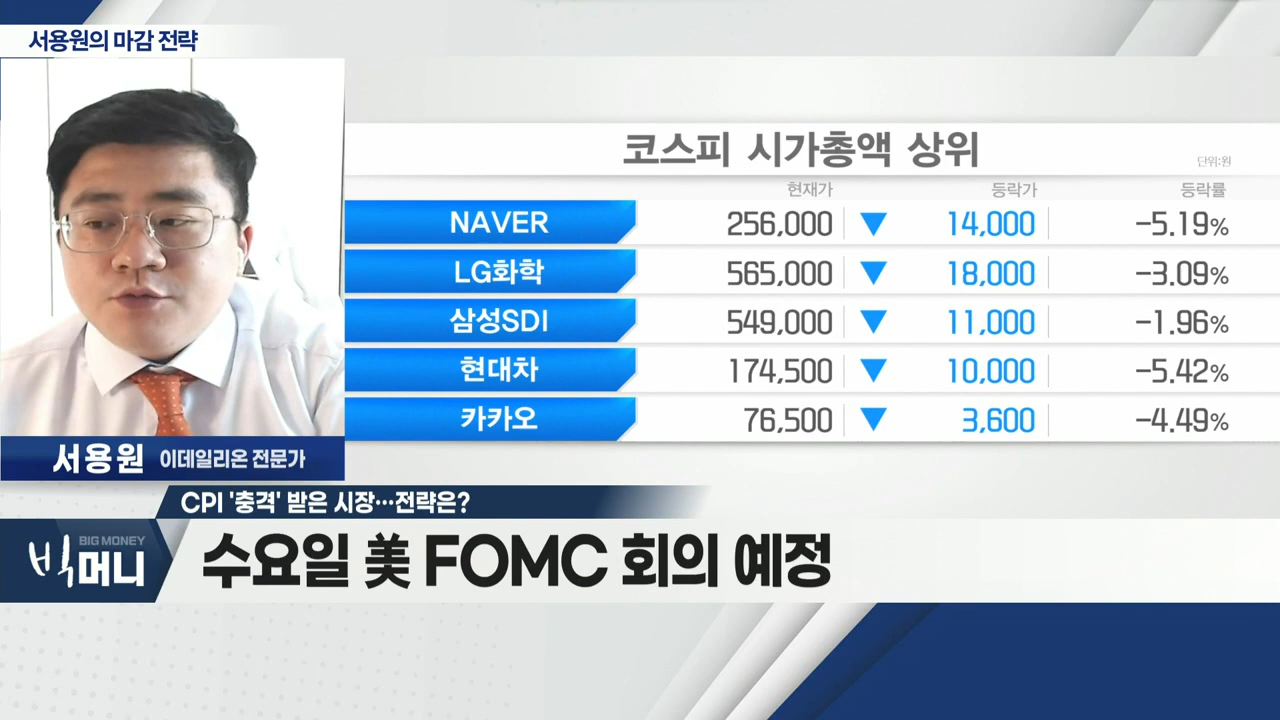 서용원의 마감 전략
코스피 시가총액 상위
단위:원
현재가 등락가 등락률
NAVER 256,000 ▼ 14,000 -5.19%
LG화학 565,000 ▼ 18,000 -3.09%
삼성SDI 549,000 ▼ 11,000 -1.96%
현대차 174,500 ▼ 10,000 -5.42%
카카오 76,500 ▼ 3,600 -4.49%
서용원 이데일리온 전문가
CPI '충격' 받은 시장…전략은?
BIG MONEY
빅머니
수요일 美 FOMC 회의 예정